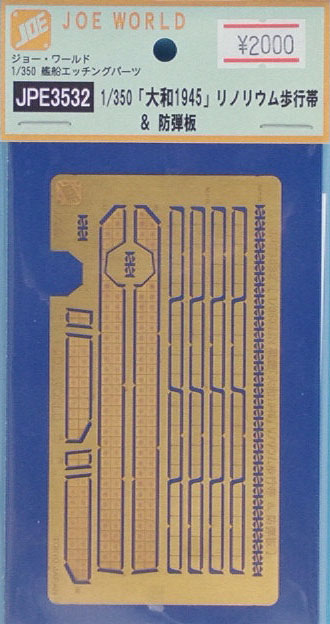 JOE
JOE WORLD
¥2000
ジョー・ワールド
1/350 艦船エッチングパーツ
JPE3532
1/350「大和1945」リノリウム歩行帯
& 防弾板